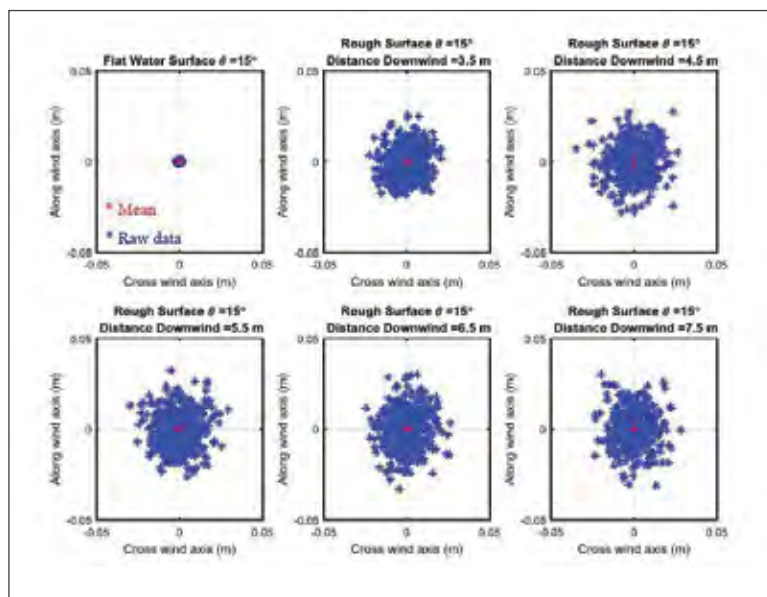 Flat Water Surface θ =15°
0.05
Along wind axis (m)
0
* Mean
* Raw data
-0.05
-0.05 0 0.05
Cross wind axis (m)
Rough Surface θ =15°
Distance Downwind =3.5 m
0.05
Along wind axis (m)
0
-0.05
-0.05 0 0.05
Cross wind axis (m)
Rough Surface θ =15°
Distance Downwind =4.5 m
0.05
Along wind axis (m)
0
-0.05
-0.05 0 0.05
Cross wind axis (m)
Rough Surface θ =15°
Distance Downwind =5.5 m
0.05
Along wind axis (m)
0
-0.05
-0.05 0 0.05
Cross wind axis (m)
Rough Surface θ =15°
Distance Downwind =6.5 m
0.05
Along wind axis (m)
0
-0.05
-0.05 0 0.05
Cross wind axis (m)
Rough Surface θ =15°
Distance Downwind =7.5 m
0.05
Along wind axis (m)
0
-0.05
-0.05 0 0.05
Cross wind axis (m)